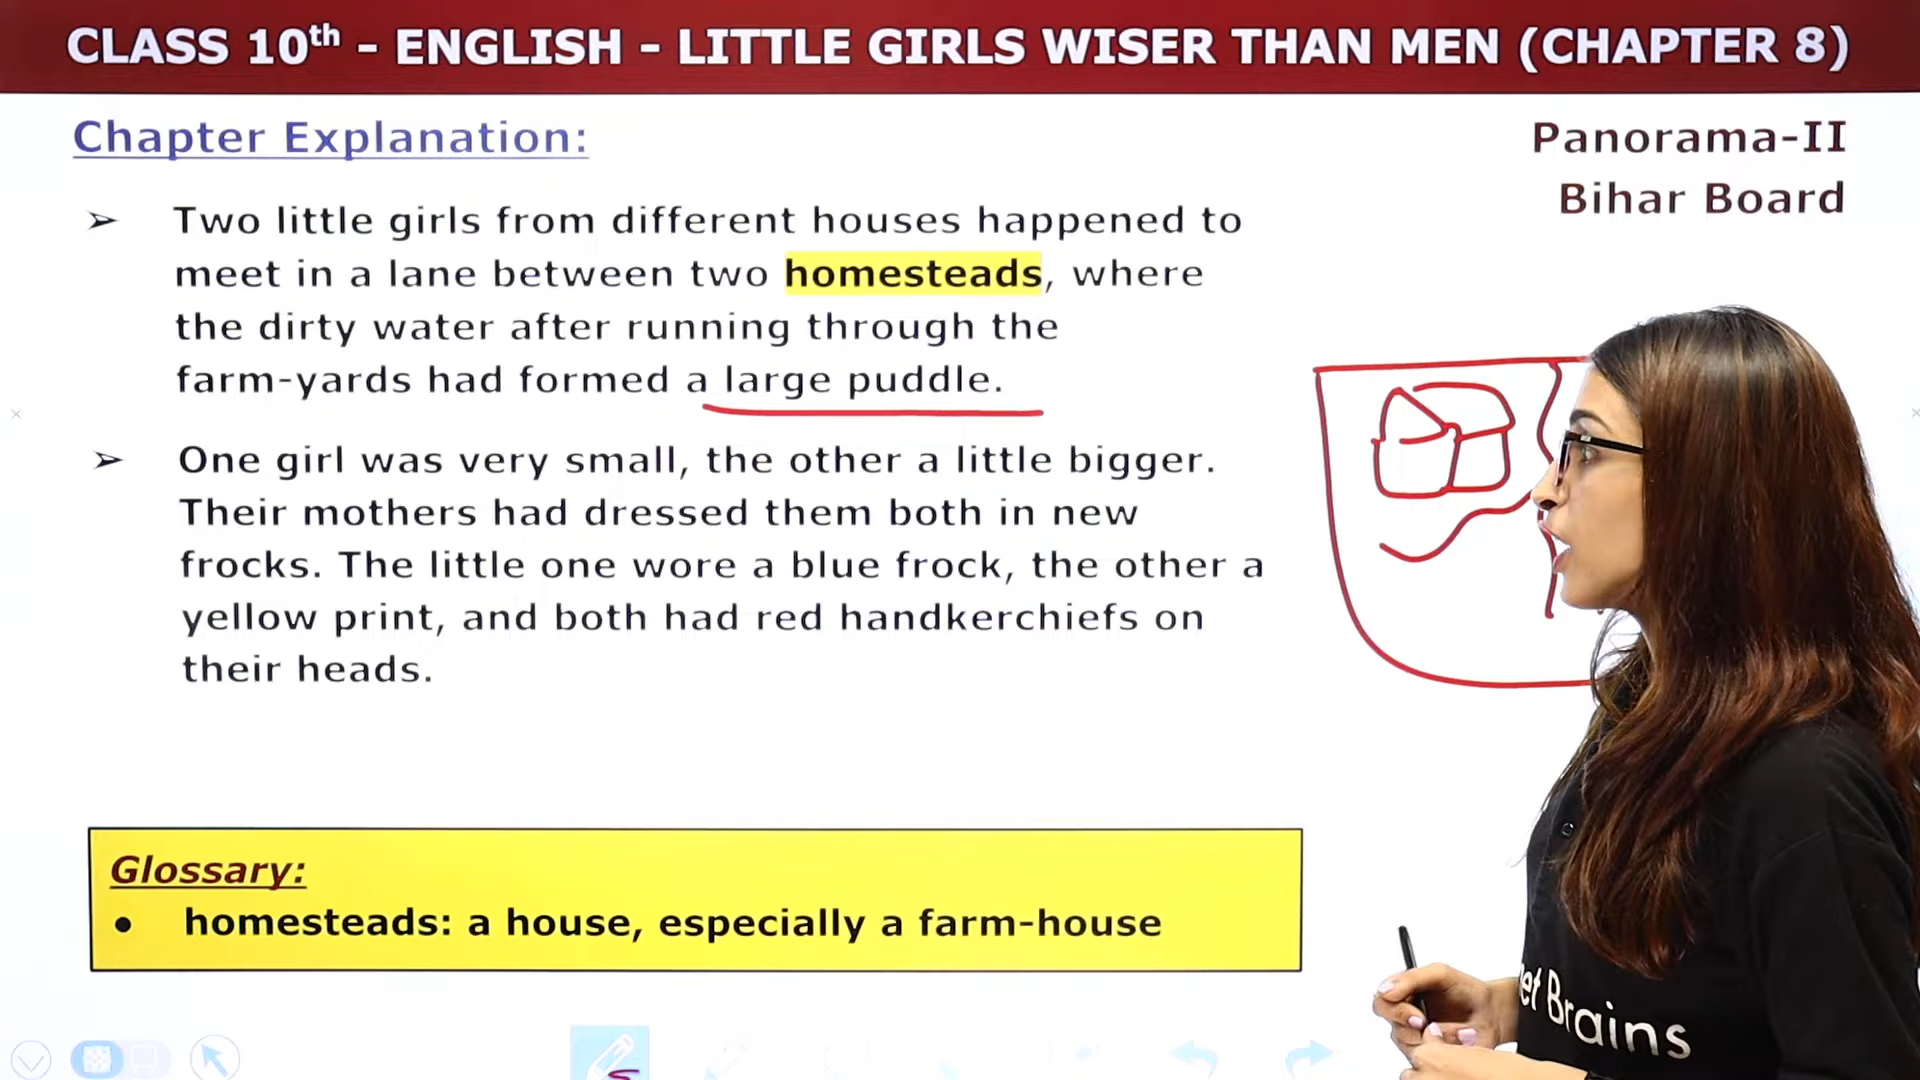 CLASS 10th - ENGLISH - LITTLE GIRLS WISER THAN MEN (CHAPTER 8)
Chapter Explanation:
Panorama-II
Bihar Board
➢ Two little girls from different houses happened to
meet in a lane between two homesteads, where
the dirty water after running through the
farm-yards had formed a large puddle.
➢ One girl was very small, the other a little bigger.
Their mothers had dressed them both in new
frocks. The little one wore a blue frock, the other a
yellow print, and both had red handkerchiefs on
their heads.
Glossary:
● homesteads: a house, especially a farm-house
Brains